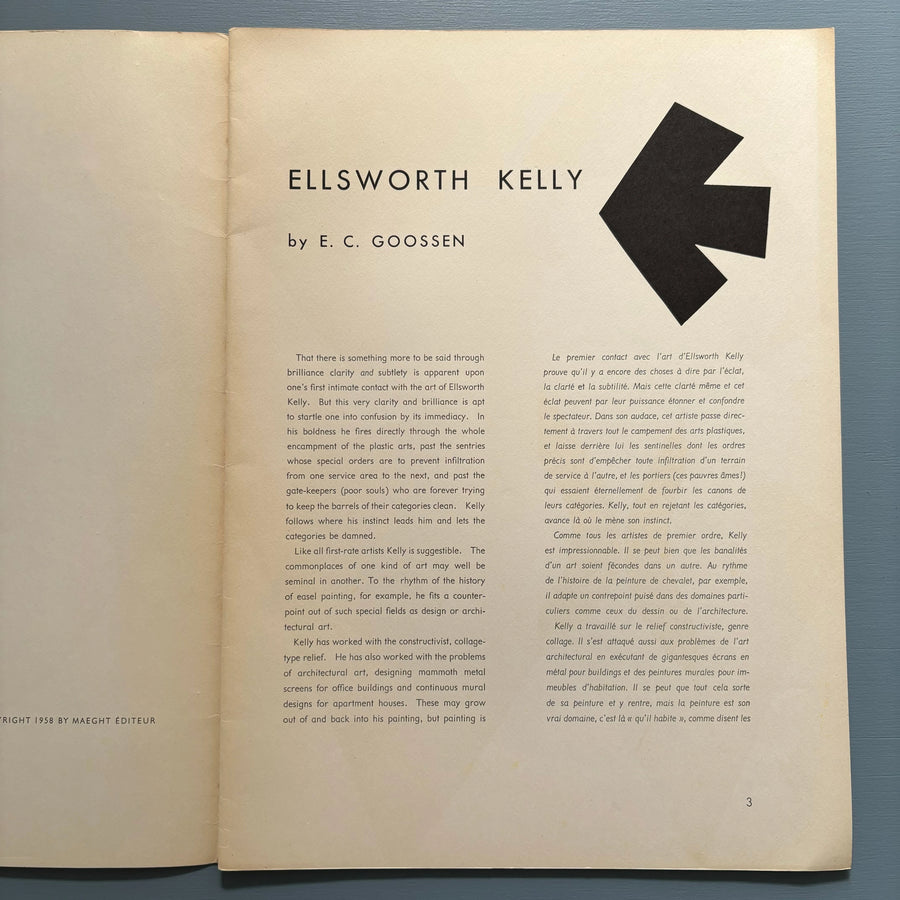 ELLSWORTH KELLY
by E. C. GOOSSEN
That there is something more to be said through
brilliance clarity and subtlety is apparent upon
one's first intimate contact with the art of Ellsworth
Kelly. But this very clarity and brilliance is apt
to startle one into confusion by its immediacy. In
his boldness he fires directly through the whole
encampment of the plastic arts, past the sentries
whose special orders are to prevent infiltration
from one service area to the next, and past the
gate-keepers (poor souls) who are forever trying
to keep the barrels of their categories clean. Kelly
follows where his instinct leads him and lets the
categories be damned.
Like all first-rate artists Kelly is suggestible. The
commonplaces of one kind of art may well be
seminal in another. To the rhythm of the history
of easel painting, for example, he fits a counter-
point out of such special fields as design or archi-
tectural art.
Kelly has worked with the constructivist, collage-
type relief. He has also worked with the problems
of architectural art, designing mammoth metal
screens for office buildings and continuous mural
designs for apartment houses. These may grow
out of and back into his painting, but painting is
Le premier contact avec l'art d'Ellsworth Kelly
prouve qu'il y a encore des choses à dire par l'éclat,
la clarté et la subtilité. Mais cette clarté même et cet
éclat peuvent par leur puissance étonner et confondre
le spectateur. Dans son audace, cet artiste passe direc-
tement à travers tout le campement des arts plastiques,
et laisse derrière lui les sentinelles dont les ordres
précis sont d'empêcher toute infiltration d'un terrain
de service à l'autre, et les portiers (ces pauvres âmes!)
qui essaient éternellement de fourbir les canons de
leurs catégories. Kelly, tout en rejetant les catégories,
avance là où le mène son instinct.
Comme tous les artistes de premier ordre, Kelly
est impressionnable. Il se peut bien que les banalités
d'un art soient fécondes dans un autre. Au rythme
de l'histoire de la peinture de chevalet, par exemple,
il adapte un contrepoint puisé dans des domaines parti-
culiers comme ceux du dessin ou de l'architecture.
Kelly a travaillé sur le relief constructiviste, genre
collage. Il s'est attaqué aussi aux problèmes de l'art
architectural en exécutant de gigantesques écrans en
métal pour buildings et des peintures murales pour im-
meubles d'habitation. Il se peut que tout cela sorte
de sa peinture et y rentre, mais la peinture est son
vrai domaine, c'est là « qu'il habite », comme disent les
3
YRIGHT 1958 BY MAEGHT ÉDITEUR